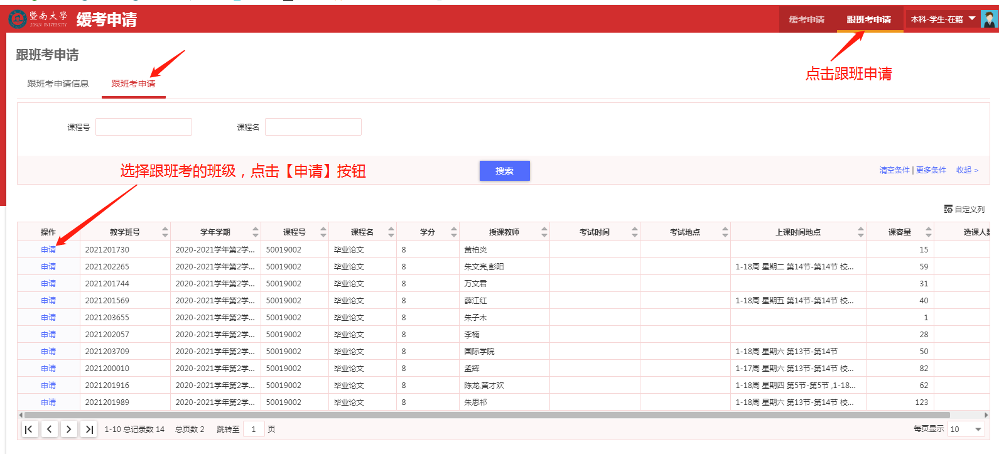 暨南大學 JINAN UNIVERSITY 缓考申请 缓考申请 跟班考申请 本科-学生-在籍
跟班考申请
点击跟班申请
跟班考申请信息 跟班考申请
课程号 课程名
选择跟班考的班级，点击【申请】按钮
搜索 清空条件 | 更多条件 收起 >
自定义列
操作 教学班号 学年学期 课程号 课程名 学分 授课教师 考试时间 考试地点 上课时间地点 课容量 选课人
申请 2021201730 2020-2021学年第2学... 50019002 毕业论文 8 黄柏炎 15
申请 2021202265 2020-2021学年第2学... 50019002 毕业论文 8 朱文亮,彭阳 1-18周 星期二 第14节-第14节 校... 59
申请 2021201744 2020-2021学年第2学... 50019002 毕业论文 8 万文君 31
申请 2021201569 2020-2021学年第2学... 50019002 毕业论文 8 薛江红 1-18周 星期五 第14节-第14节 校... 40
申请 2021203655 2020-2021学年第2学... 50019002 毕业论文 8 朱子木 1
申请 2021202057 2020-2021学年第2学... 50019002 毕业论文 8 李楠 28
申请 2021203709 2020-2021学年第2学... 50019002 毕业论文 8 国际学院 1-18周 星期六 第13节-第14节 50
申请 2021200010 2020-2021学年第2学... 50019002 毕业论文 8 孟辉 1-17周 星期六 第13节-第14节 校... 82
申请 2021201916 2020-2021学年第2学... 50019002 毕业论文 8 陈龙,黄才欢 1-18周 星期四 第5节-第5节 ,1-18... 62
申请 2021201989 2020-2021学年第2学... 50019002 毕业论文 8 朱思祁 1-18周 星期六 第13节-第14节 校... 123
1-10 总记录数 14 总页数 2 跳转至 1 页 每页显示 10